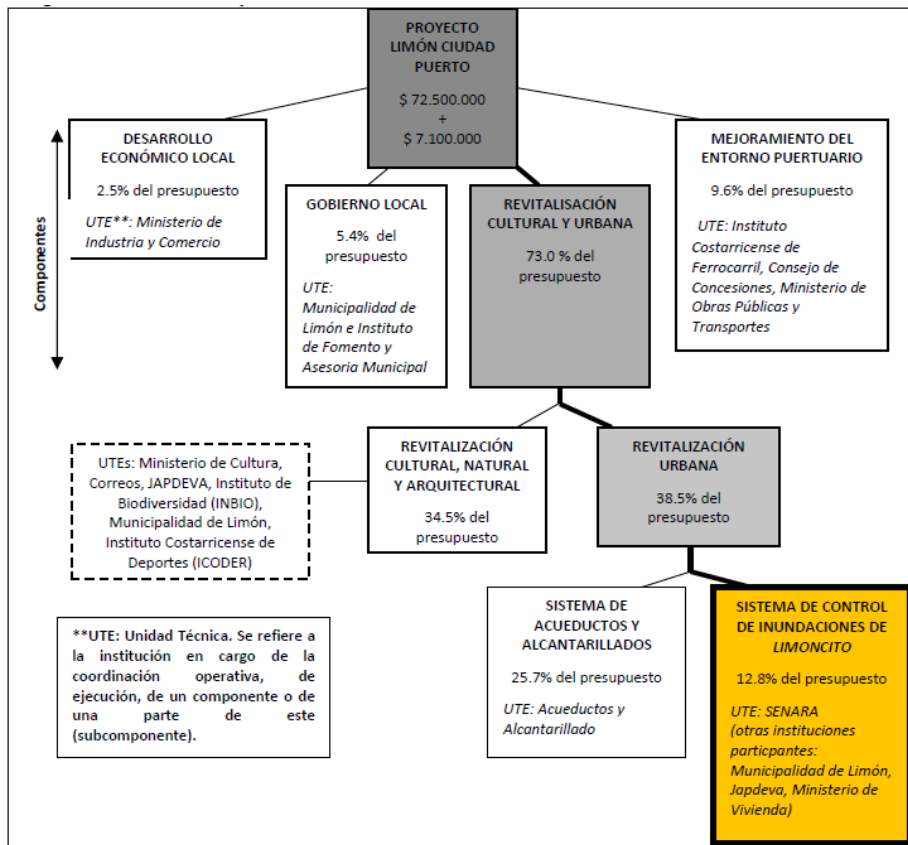 PROYECTO
LIMÓN CIUDAD
PUERTO
$ 72.500.000
+
$ 7.100.000
Componentes
DESARROLLO
ECONÓMICO LOCAL
2.5% del presupuesto
UTE**: Ministerio de
Industria y Comercio
GOBIERNO LOCAL
5.4% del
presupuesto
UTE:
Municipalidad de
Limón e Instituto
de Fomento y
Asesoria Municipal
REVITALISACIÓN
CULTURAL Y URBANA
73.0 % del
presupuesto
MEJORAMIENTO DEL
ENTORNO PUERTUARIO
9.6% del presupuesto
UTE: Instituto
Costarricense de
Ferrocarril, Consejo de
Concesiones, Ministerio de
Obras Públicas y
Transportes
UTEs: Ministerio de Cultura,
Correos, JAPDEVA, Instituto de
Biodiversidad (INBIO),
Municipalidad de Limón,
Instituto Costarricense de
Deportes (ICODER)
REVITALIZACIÓN
CULTURAL, NATURAL
Y ARQUITECTURAL
34.5% del
presupuesto
REVITALIZACIÓN
URBANA
38.5% del
presupuesto
**UTE: Unidad Técnica. Se refiere a
la institución en cargo de la
coordinación operativa, de
ejecución, de un componente o de
una parte de este
(subcomponente).
SISTEMA DE
ACUEDUCTOS Y
ALCANTARILLADOS
25.7% del presupuesto
UTE: Acueductos y
Alcantarillado
SISTEMA DE CONTROL
DE INUNDACIONES DE
LIMONCITO
12.8% del presupuesto
UTE: SENARA
(otras instituciones
particpantes:
Municipalidad de Limón,
Japdeva, Ministerio de
Vivienda)